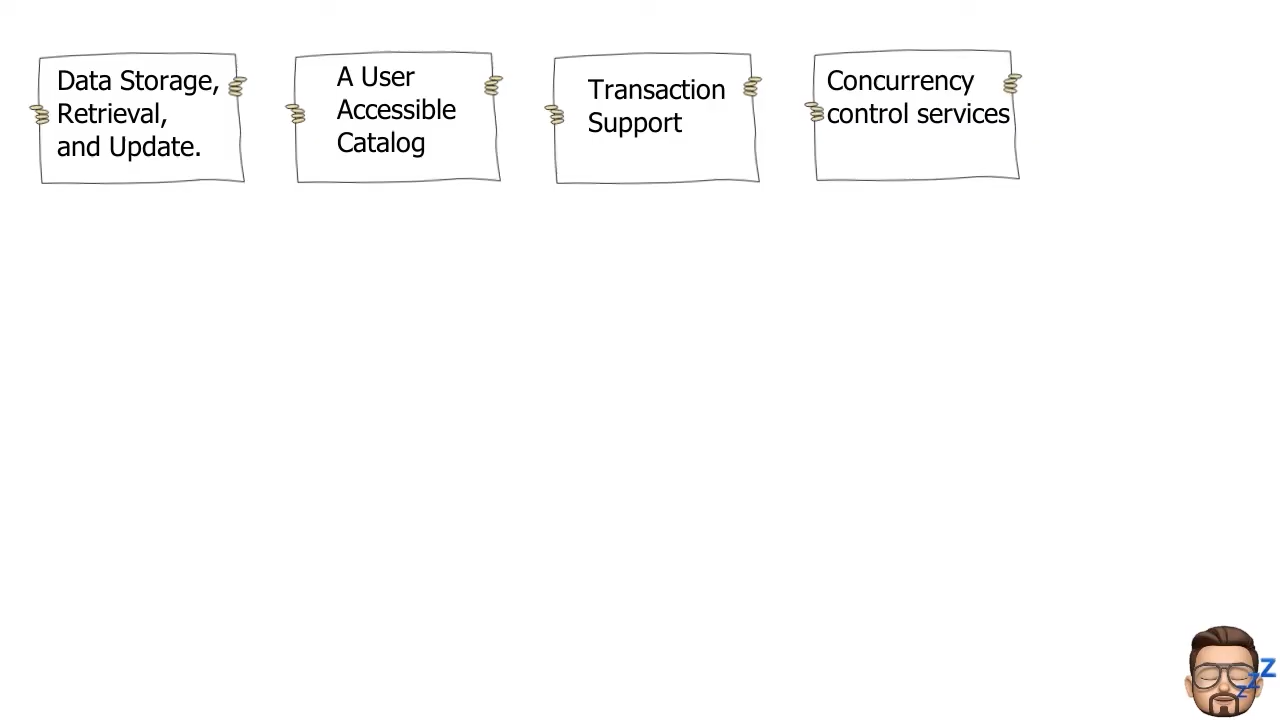 Data Storage,
Retrieval,
and Update.
A User
Accessible
Catalog
Transaction
Support
Concurrency
control services
z z Z